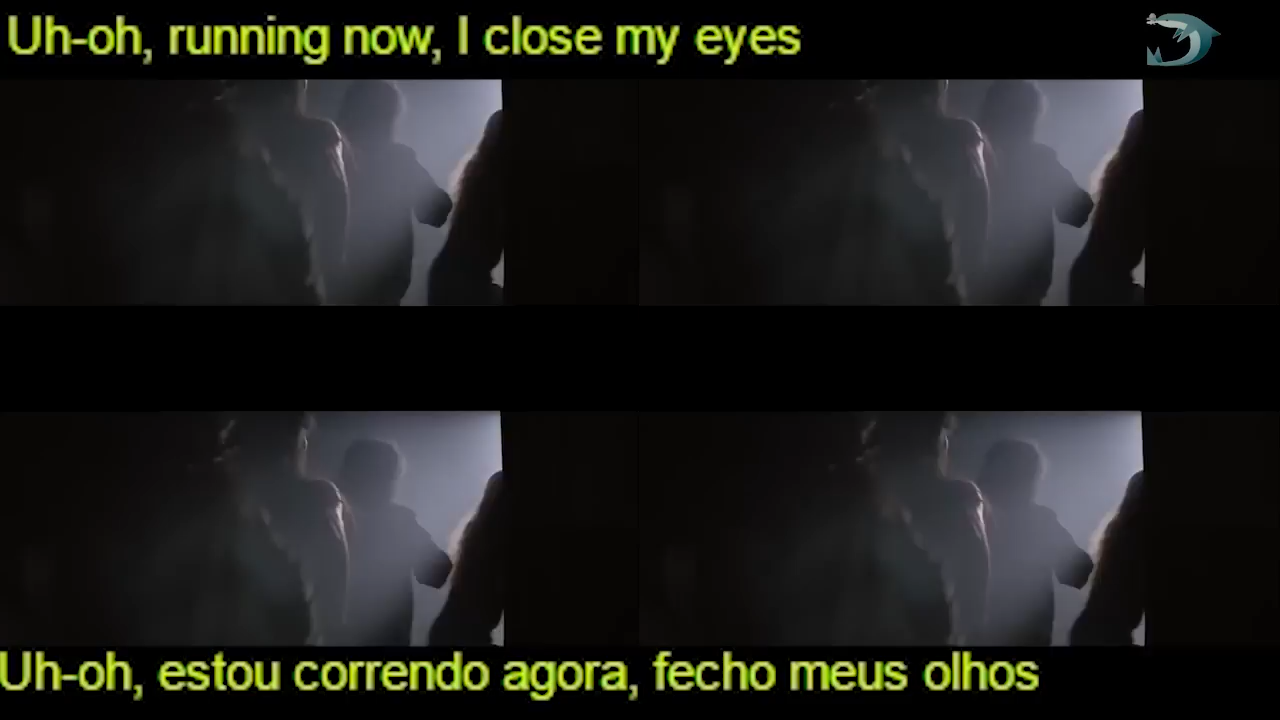 Uh-oh, running now, I close my eyes
Uh-oh, estou correndo agora, fecho meus olhos